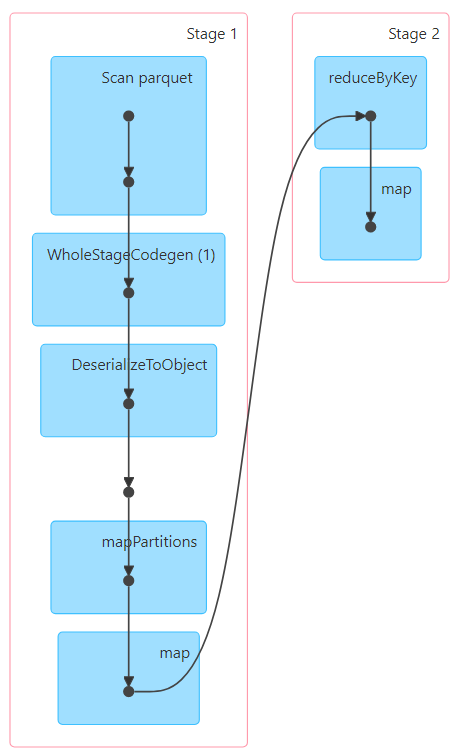 Stage 1
Scan parquet
WholeStageCodegen (1)
DeserializeToObject
mapPartitions
map
Stage 2
reduceByKey
map